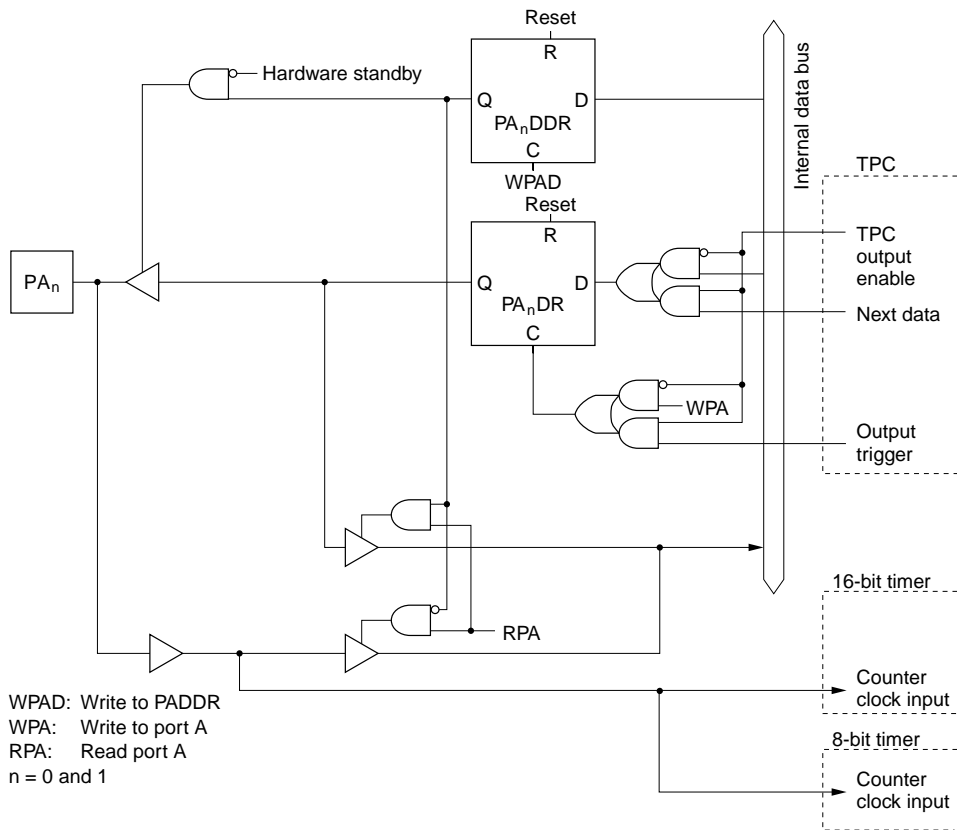 Reset
R
Hardware standby
Q
D
PAnDDR
C
WPAD
Internal data bus
TPC
Reset
R
TPC
output
enable
PAn
Q
D
PAnDR
C
Next data
WPA
Output
trigger
16-bit timer
RPA
Counter
clock input
WPAD: Write to PADDR
WPA: Write to port A
RPA: Read port A
n = 0 and 1
8-bit timer
Counter
clock input